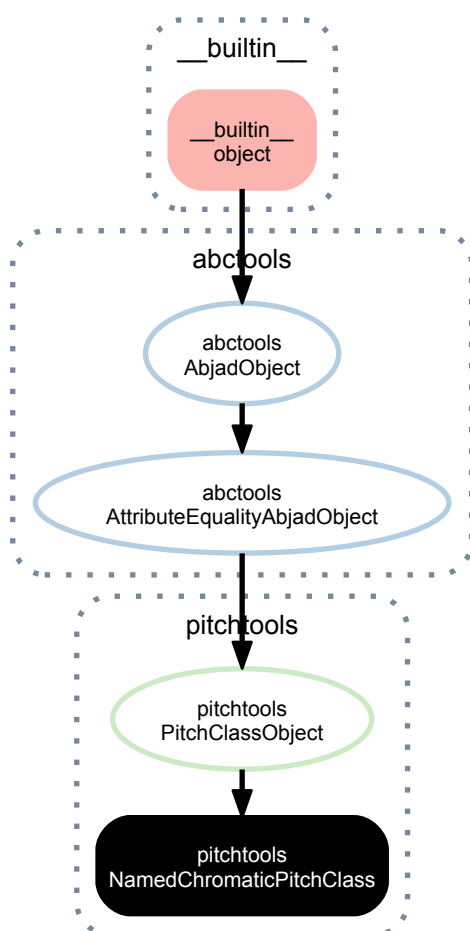 __builtin__
__builtin__
object
abctools
abctools
AbjadObject
abctools
AttributeEqualityAbjadObject
pitchtools
pitchtools
PitchClassObject
pitchtools
NamedChromaticPitchClass